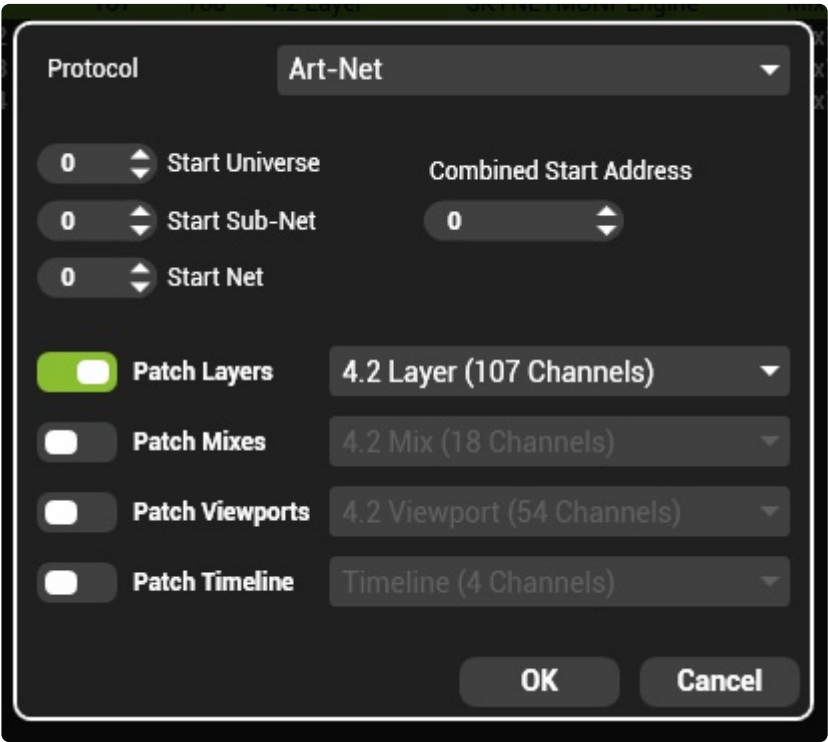 Protocol Art-Net
0 Start Universe
Combined Start Address
0 Start Sub-Net 0
0 Start Net
Patch Layers 4.2 Layer (107 Channels)
Patch Mixes 4.2 Mix (18 Channels)
Patch Viewports 4.2 Viewport (54 Channels)
Patch Timeline Timeline (4 Channels)
OK Cancel